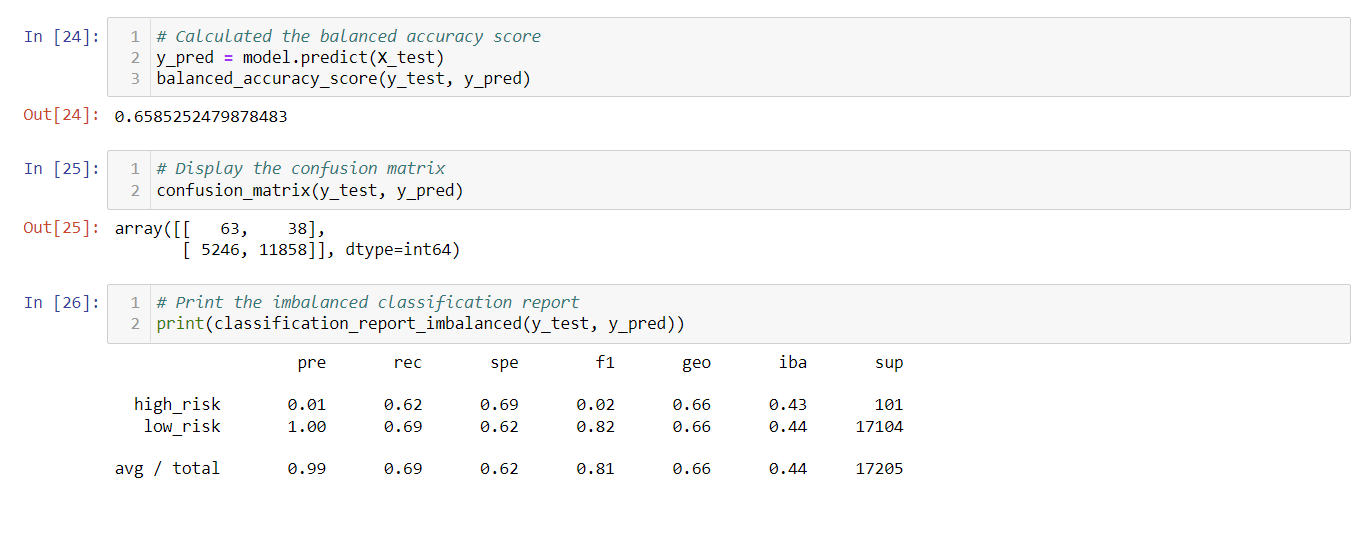 In [24]:
1 # Calculated the balanced accuracy score
2 y_pred = model.predict(X_test)
3 balanced_accuracy_score(y_test, y_pred)
Out[24]: 0.6585252479878483
In [25]:
1 # Display the confusion matrix
2 confusion_matrix(y_test, y_pred)
Out[25]: array([[   63,    38],
       [ 5246, 11858]], dtype=int64)
In [26]:
1 # Print the imbalanced classification report
2 print(classification_report_imbalanced(y_test, y_pred))
pre rec spe f1 geo iba sup
high_risk 0.01 0.62 0.69 0.02 0.66 0.43 101
low_risk 1.00 0.69 0.62 0.82 0.66 0.44 17104
avg / total 0.99 0.69 0.62 0.81 0.66 0.44 17205